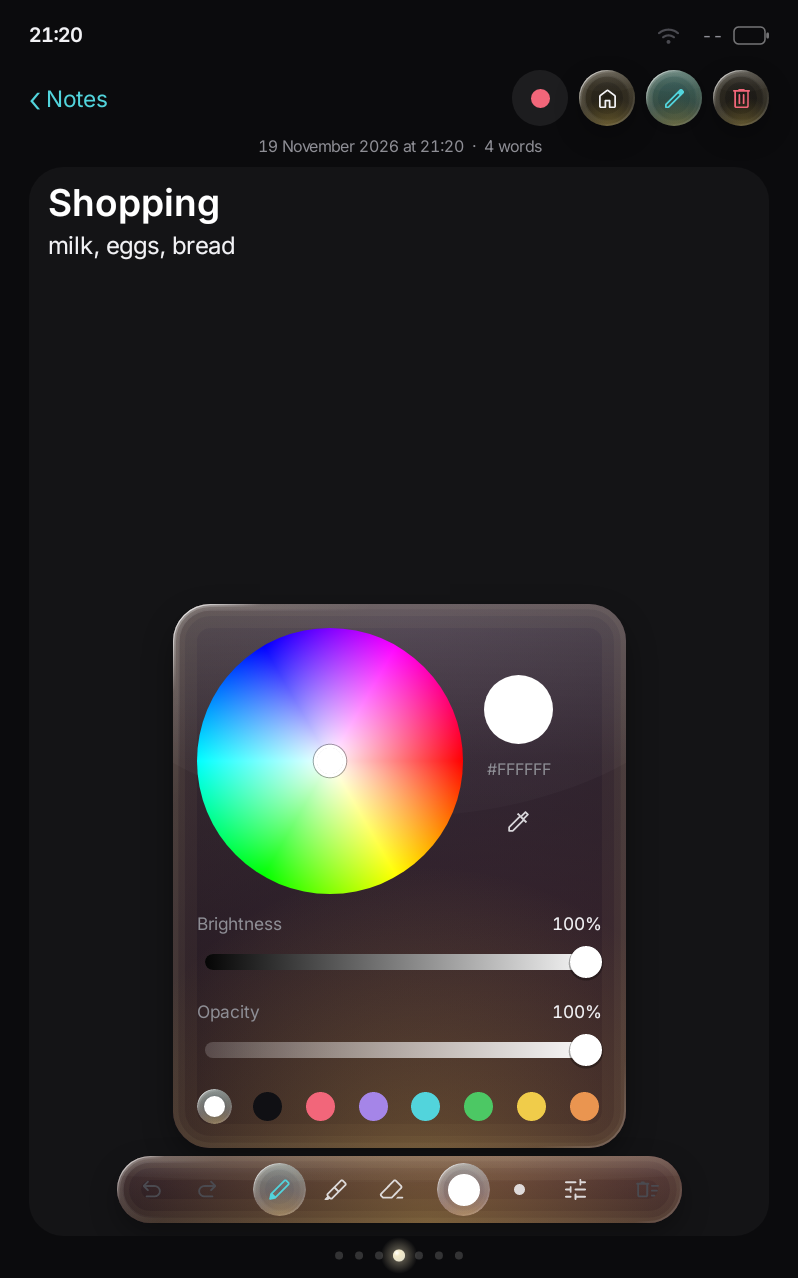 21:20
--
Notes
19 November 2026 at 21:20 · 4 words
Shopping
milk, eggs, bread
#FFFFFF
Brightness 100%
Opacity 100%